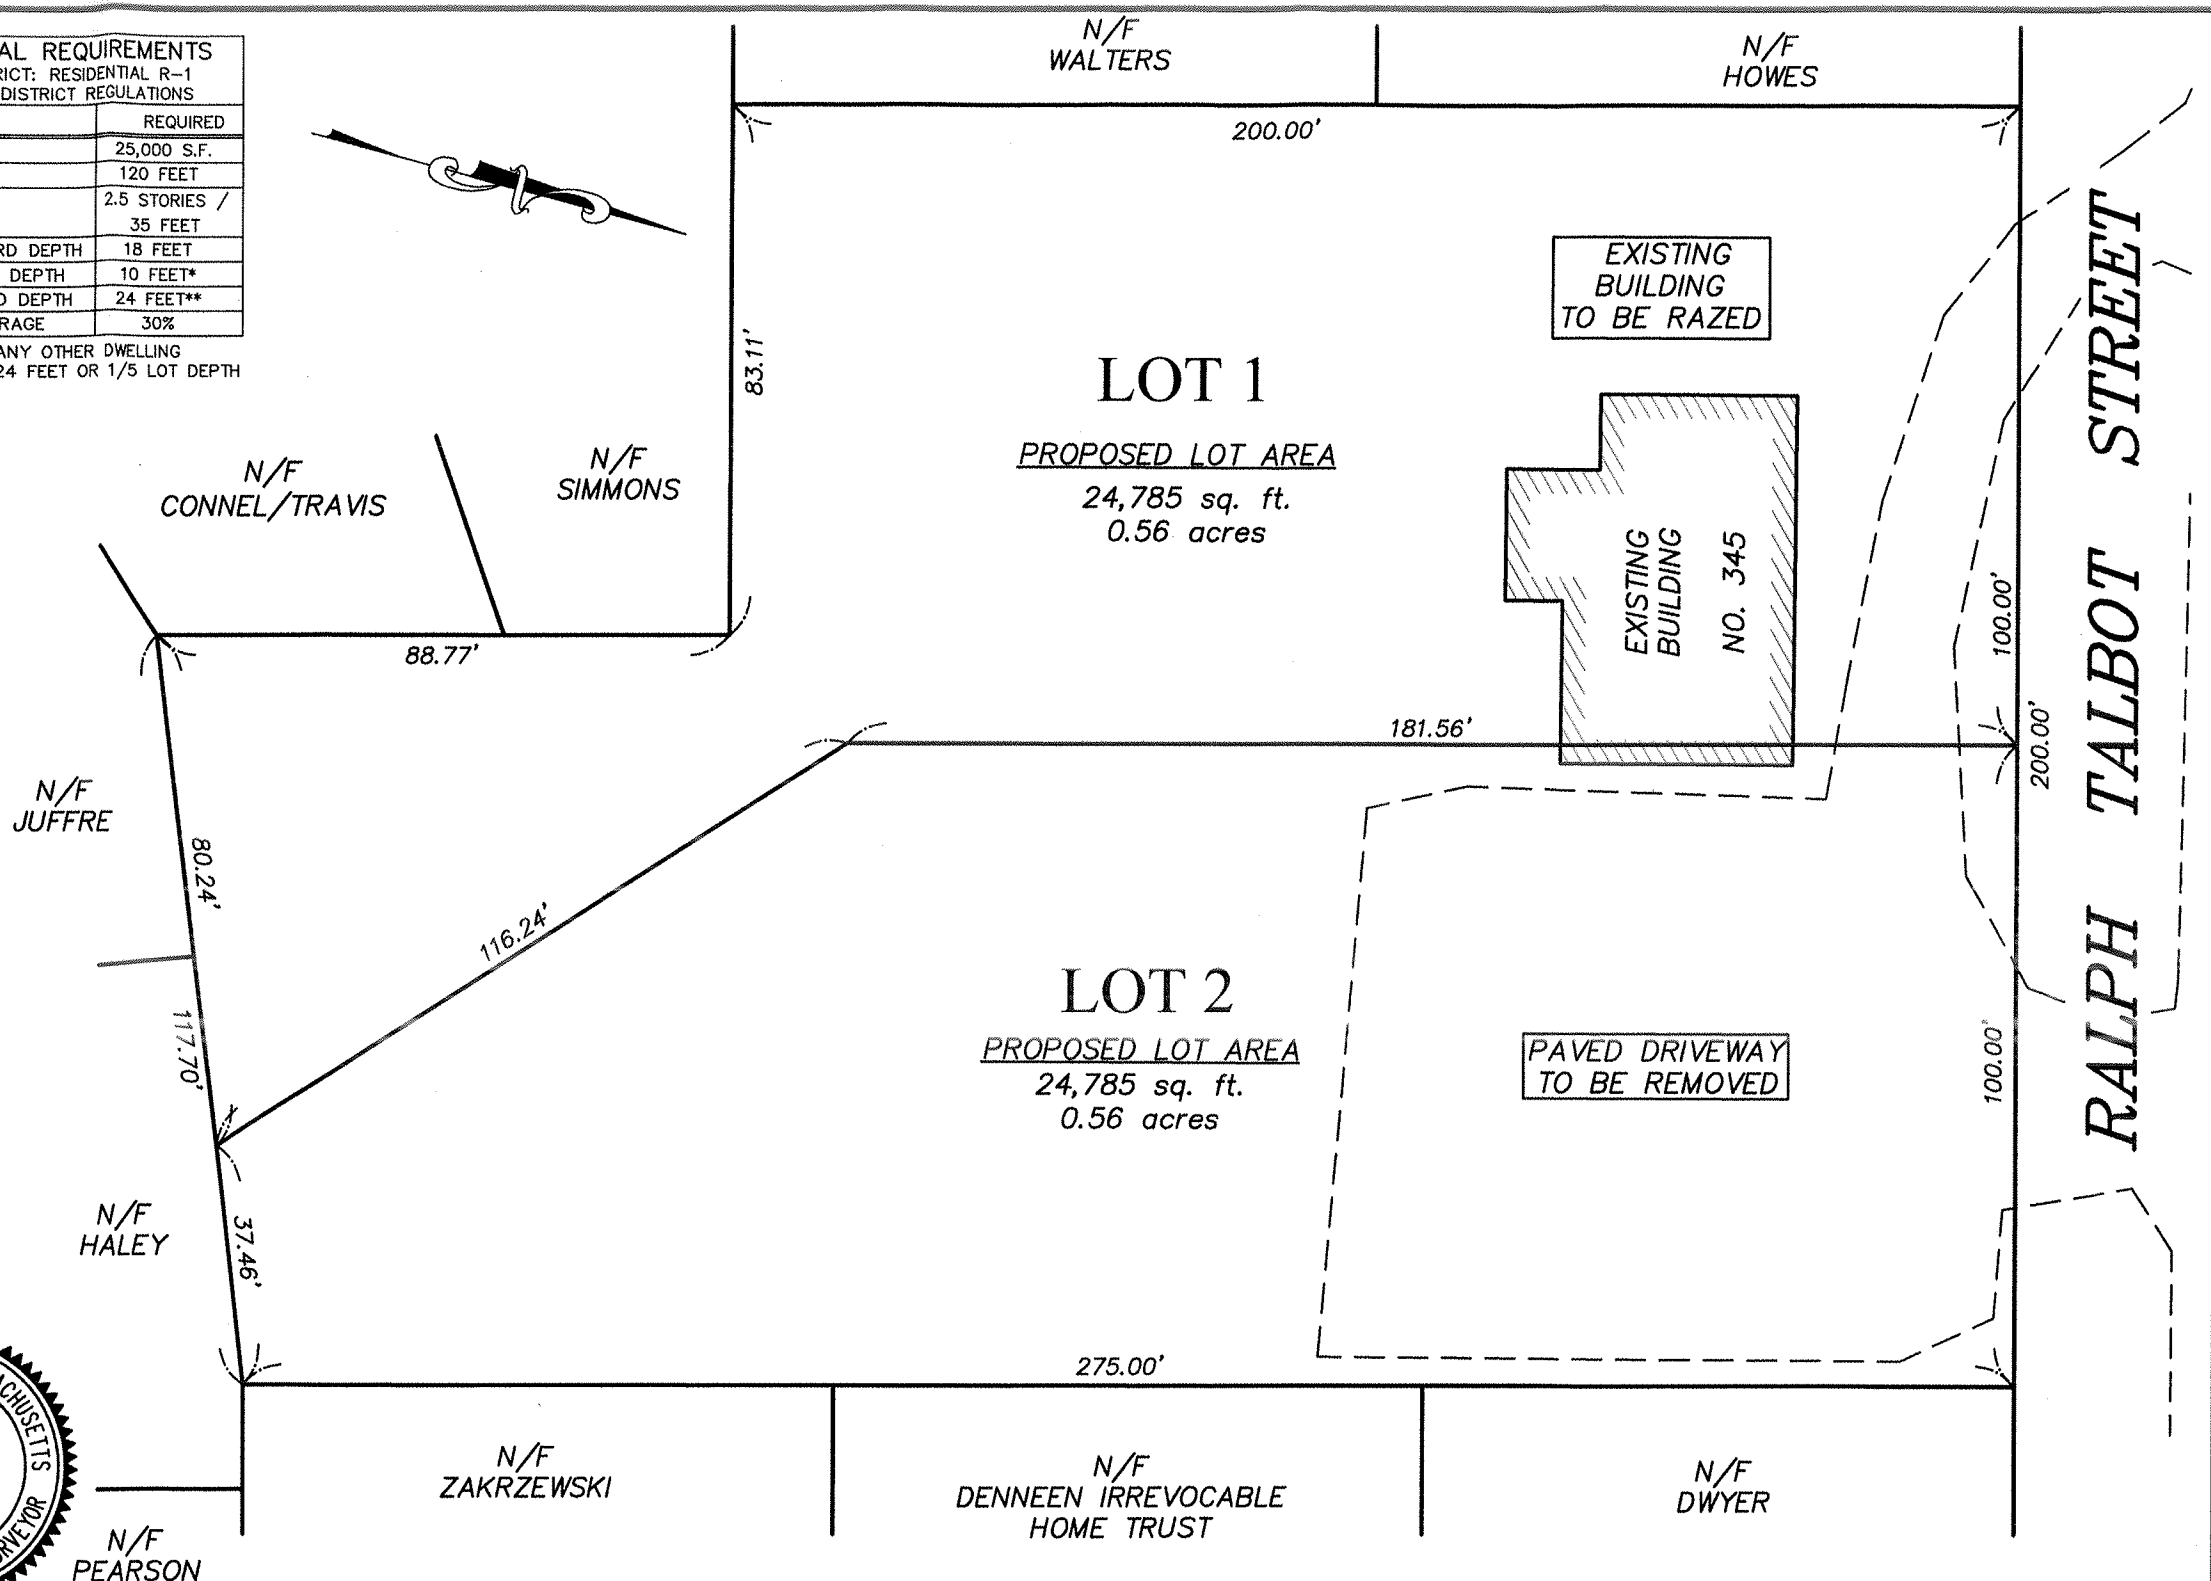 AL REQUIREMENTS
RICT: RESIDENTIAL R-1
DISTRICT REGULATIONS
REQUIRED
25,000 S.F.
120 FEET
2.5 STORIES /
35 FEET
RD DEPTH 18 FEET
DEPTH 10 FEET*
D DEPTH 24 FEET**
RAGE 30%
ANY OTHER DWELLING
24 FEET OR 1/5 LOT DEPTH
N/F
WALTERS
N/F
HOWES
200.00'
83.11'
EXISTING
BUILDING
TO BE RAZED
LOT 1
PROPOSED LOT AREA
24,785 sq. ft.
0.56 acres
N/F
CONNEL/TRAVIS
N/F
SIMMONS
EXISTING
BUILDING
NO. 345
88.77'
181.56'
100.00'
200.00'
RALPH TALBOT STREET
N/F
JUFFRE
80.24'
116.24'
117.70'
LOT 2
PROPOSED LOT AREA
24,785 sq. ft.
0.56 acres
PAVED DRIVEWAY
TO BE REMOVED
100.00'
N/F
HALEY
37.46'
275.00'
N/F
ZAKRZEWSKI
N/F
DENNEEN IRREVOCABLE
HOME TRUST
N/F
DWYER
N/F
PEARSON
ACHUSETTS
RVEYOR